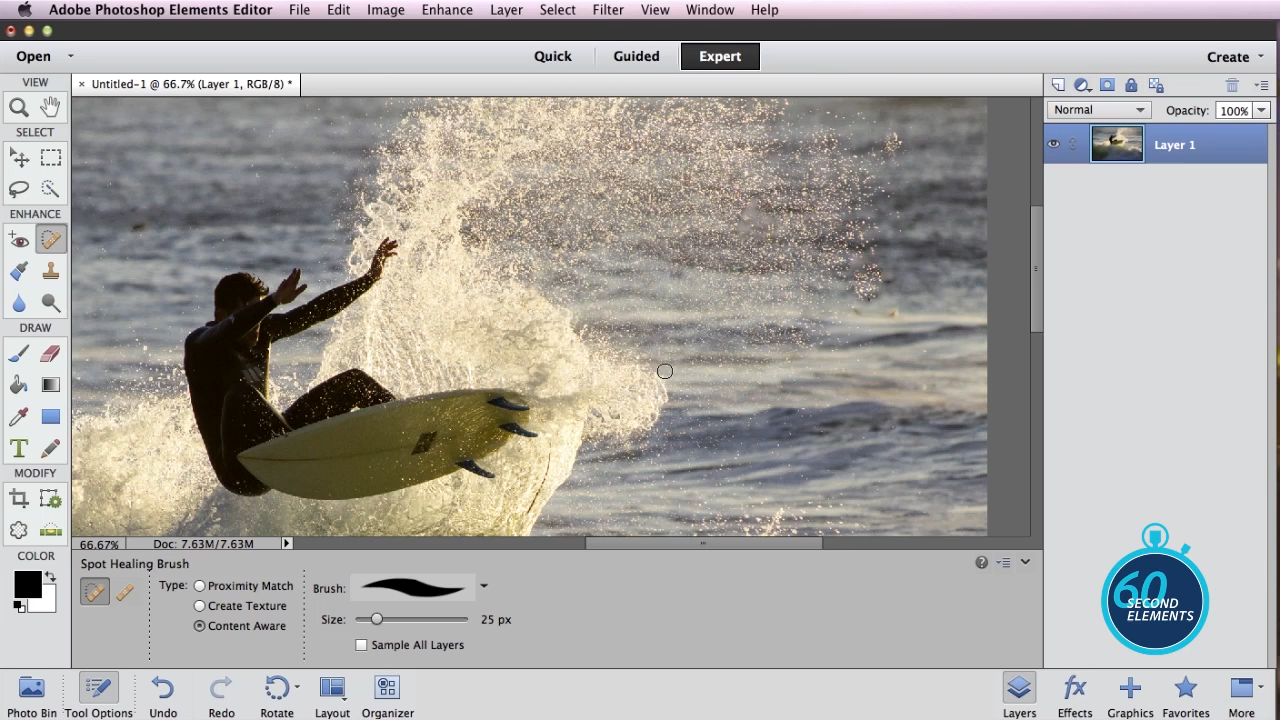 Adobe Photoshop Elements Editor File Edit Image Enhance Layer Select Filter View Window Help
Open Quick Guided Expert Create
VIEW × Untitled-1 @ 66.7% (Layer 1, RGB/8) *
Normal Opacity: 100%
SELECT
Layer 1
ENHANCE
DRAW
T
MODIFY
66.67% Doc: 7.63M/7.63M
COLOR
Spot Healing Brush
Type: Proximity Match
Create Texture
Content Aware
Brush:
Size: 25 px
Sample All Layers
60
SECOND
ELEMENTS
Photo Bin Tool Options Undo Redo Rotate Layout Organizer Layers Effects Graphics Favorites More